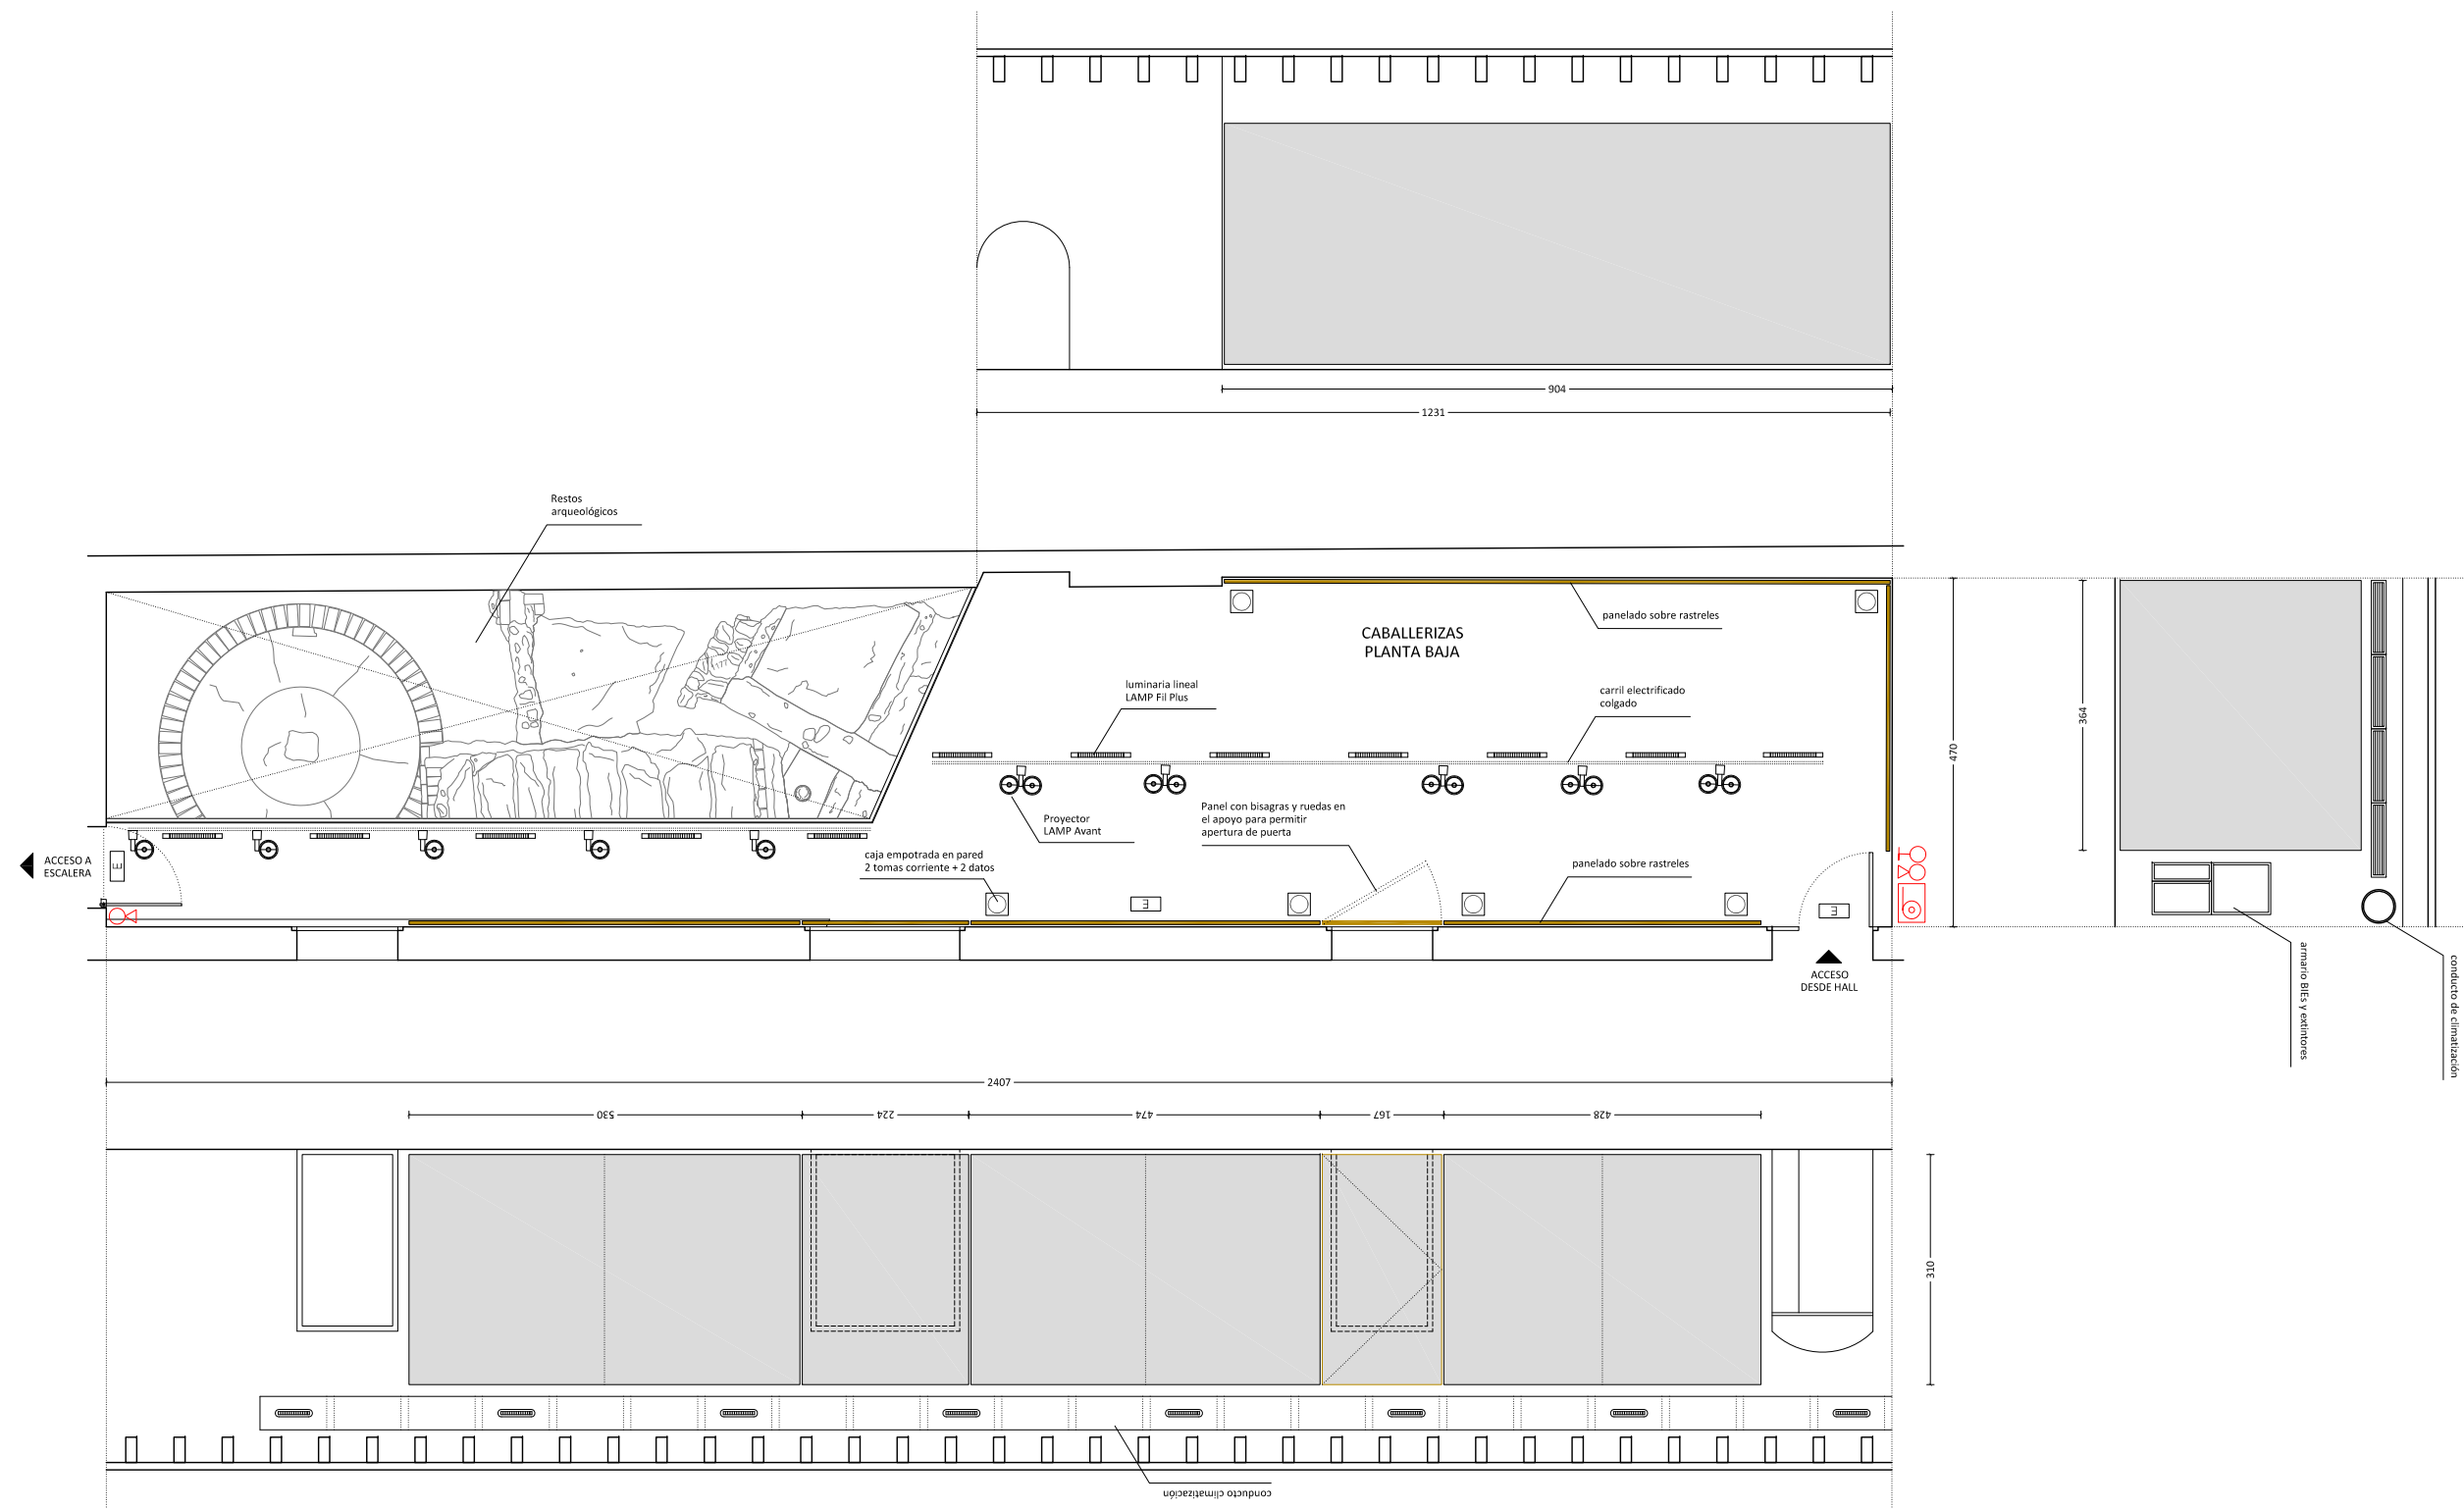 904
1231
Restos
arqueológicos
panelado sobre rastreles
CABALLERIZAS
PLANTA BAJA
luminaria lineal
LAMP Fil Plus
carril electrificado
colgado
364
470
Panel con bisagras y ruedas en
el apoyo para permitir
apertura de puerta
Proyector
LAMP Avant
ACCESO A
ESCALERA
E
caja empotrada en pared
2 tomas corriente + 2 datos
panelado sobre rastreles
E
E
ACCESO
DESDE HALL
armario BIEs y extintores
conducto de climatización
2407
530
224
474
167
428
310
conducto climatización